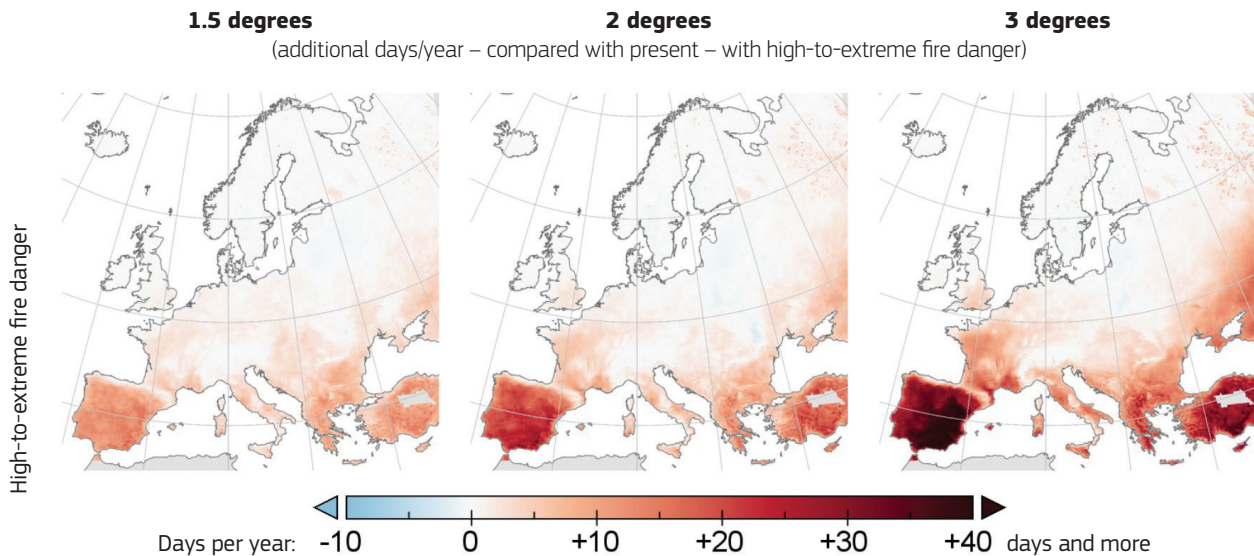 1.5 degrees
2 degrees
3 degrees
(additional days/year – compared with present – with high-to-extreme fire danger)
High-to-extreme fire danger
Days per year: -10 0 +10 +20 +30 +40 days and more